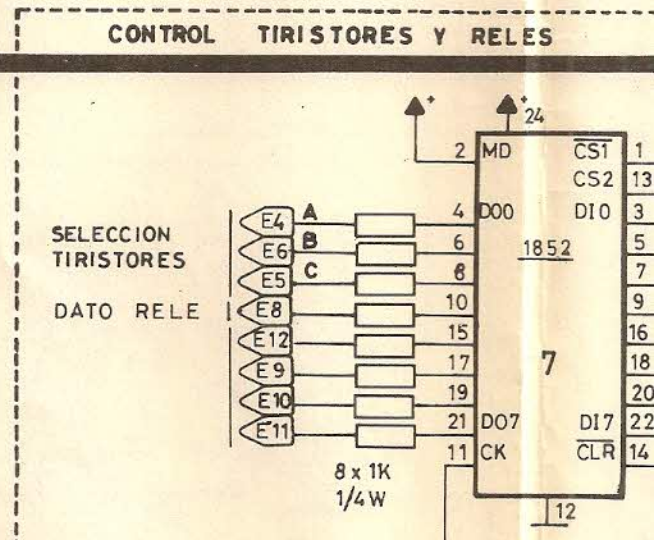 CONTROL TIRISTORES Y RELES
+ +
24
2 MD CS1 1
CS2 13
E4 A 4 DO0 DI0 3
SELECCION
TIRISTORES
E6 B 6 1852 5
E5 C 8 7
DATO RELE E8 10 9
E12 15 16
E9 17 7 18
E10 19 20
E11 21 DO7 DI7 22
11 CK CLR 14
8 x 1K
1/4 W
12